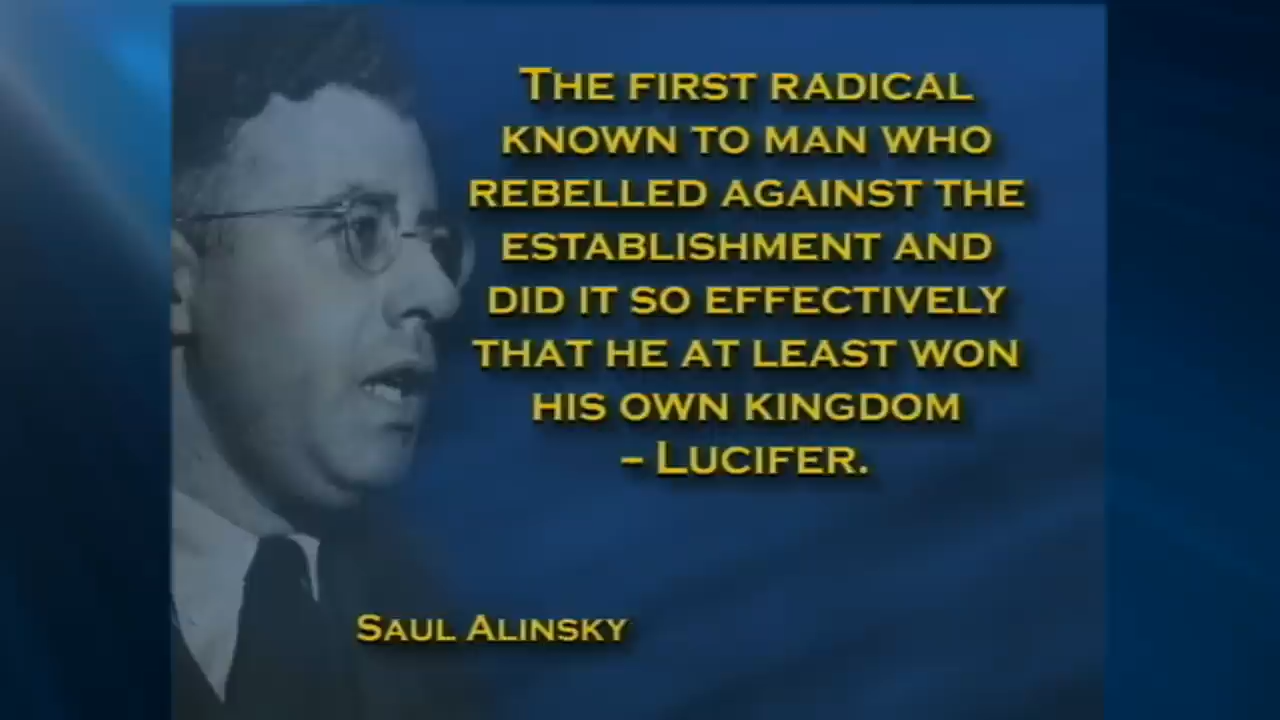 THE FIRST RADICAL
KNOWN TO MAN WHO
REBELLED AGAINST THE
ESTABLISHMENT AND
DID IT SO EFFECTIVELY
THAT HE AT LEAST WON
HIS OWN KINGDOM
– LUCIFER.
SAUL ALINSKY